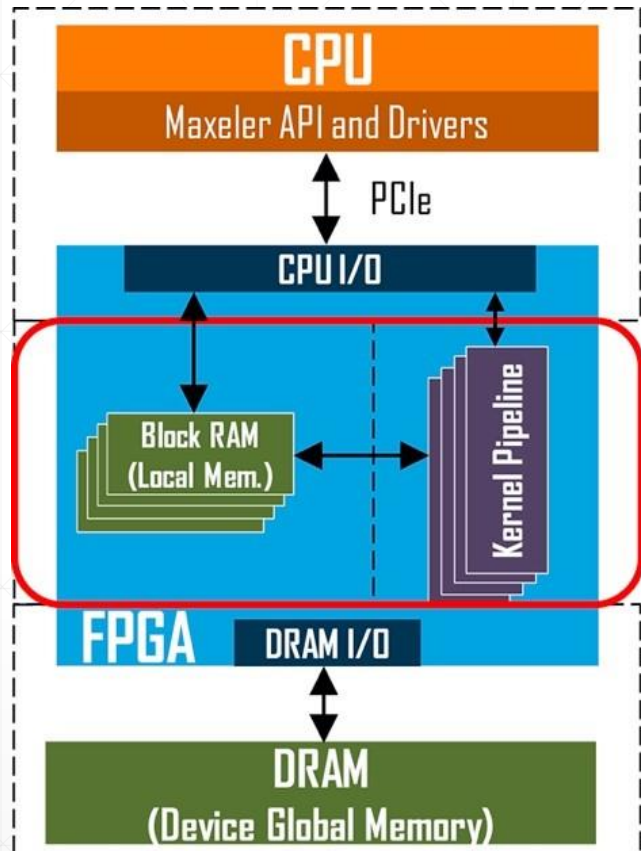 CPU
Maxeler API and Drivers
PCIe
CPU I/O
Block RAM
(Local Mem.)
Kernel Pipeline
FPGA
DRAM I/O
DRAM
(Device Global Memory)